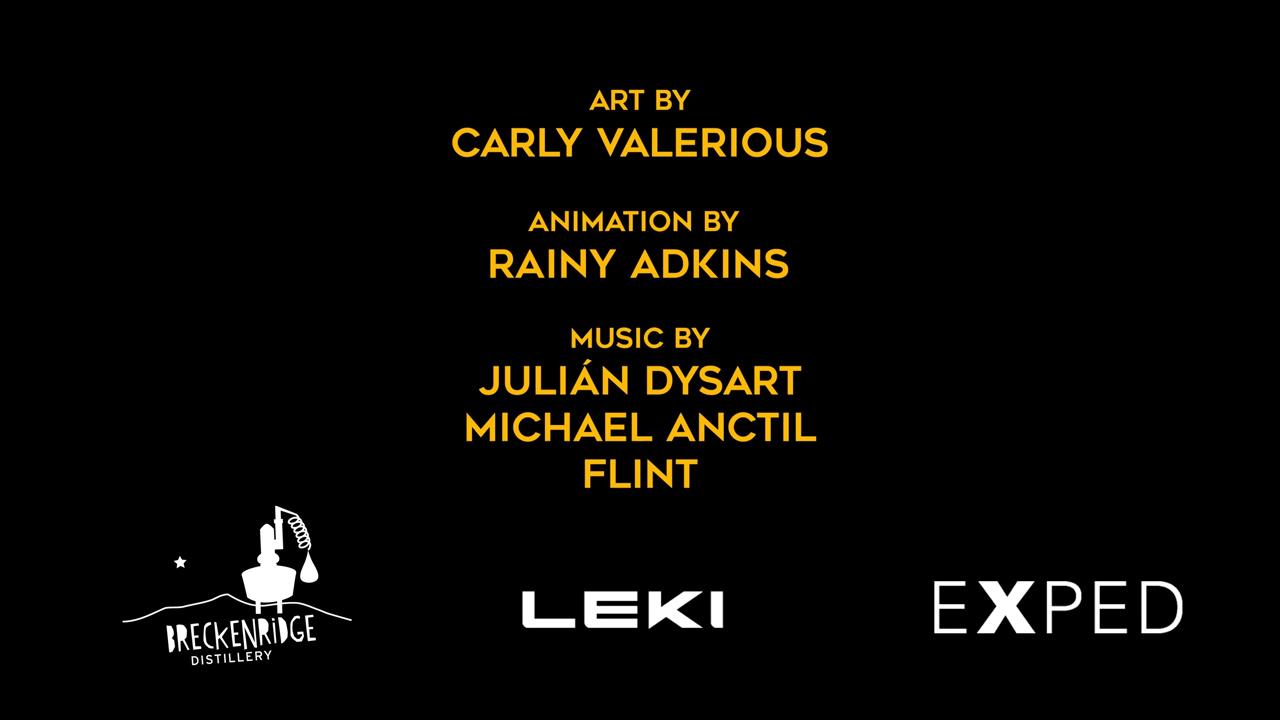 ART BY
CARLY VALERIOUS
ANIMATION BY
RAINY ADKINS
MUSIC BY
JULIÁN DYSART
MICHAEL ANCTIL
FLINT
BRECKENRIDGE
DISTILLERY
LEKI
EXPED